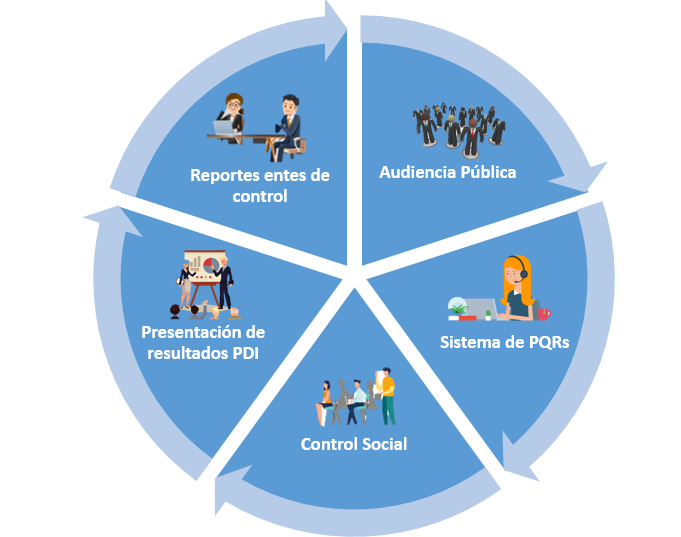 Reportes entes de
control
Audiencia Pública
Sistema de PQRs
Control Social
Presentación de
resultados PDI